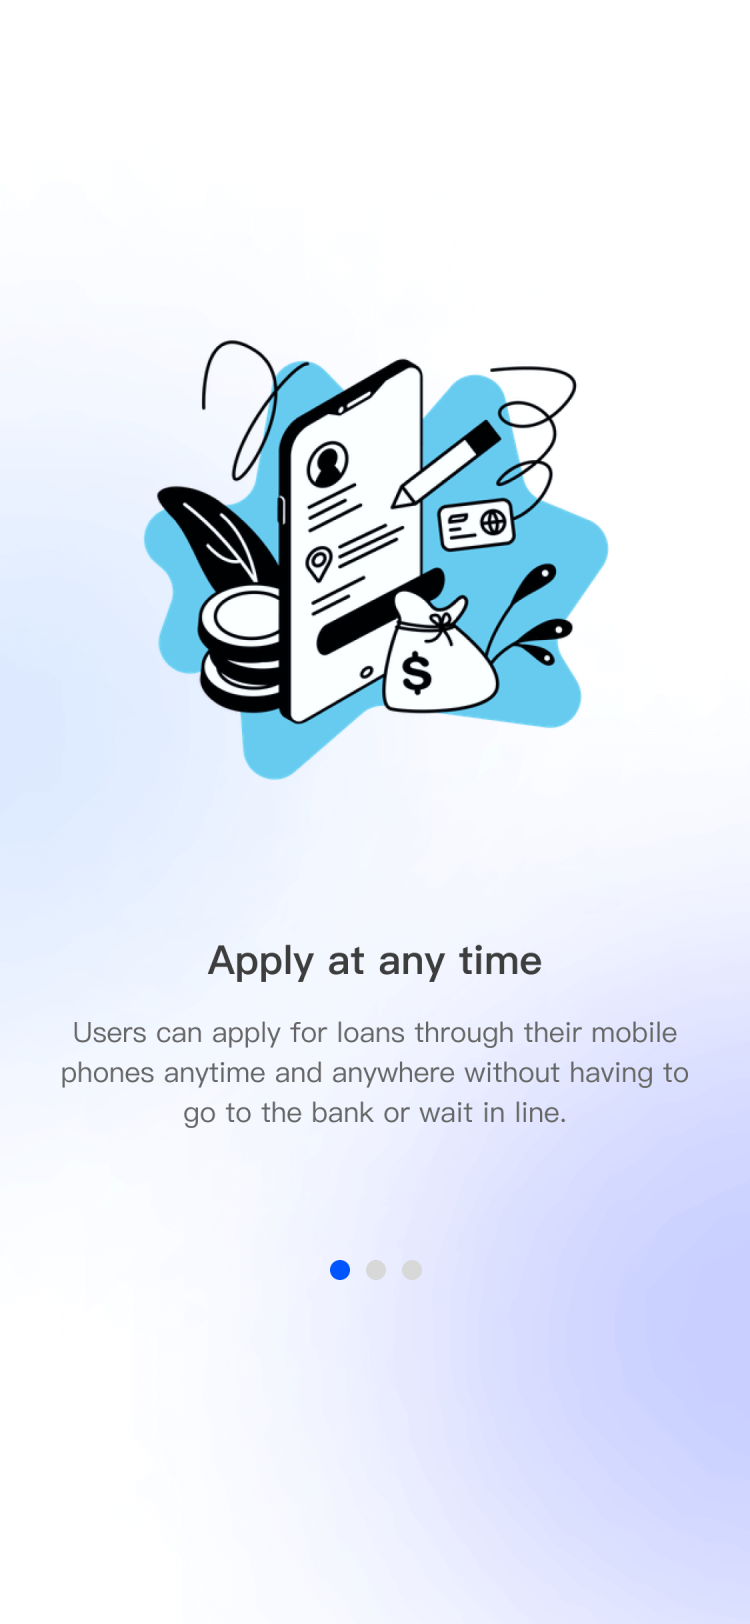 $
Apply at any time
Users can apply for loans through their mobile
phones anytime and anywhere without having to
go to the bank or wait in line.